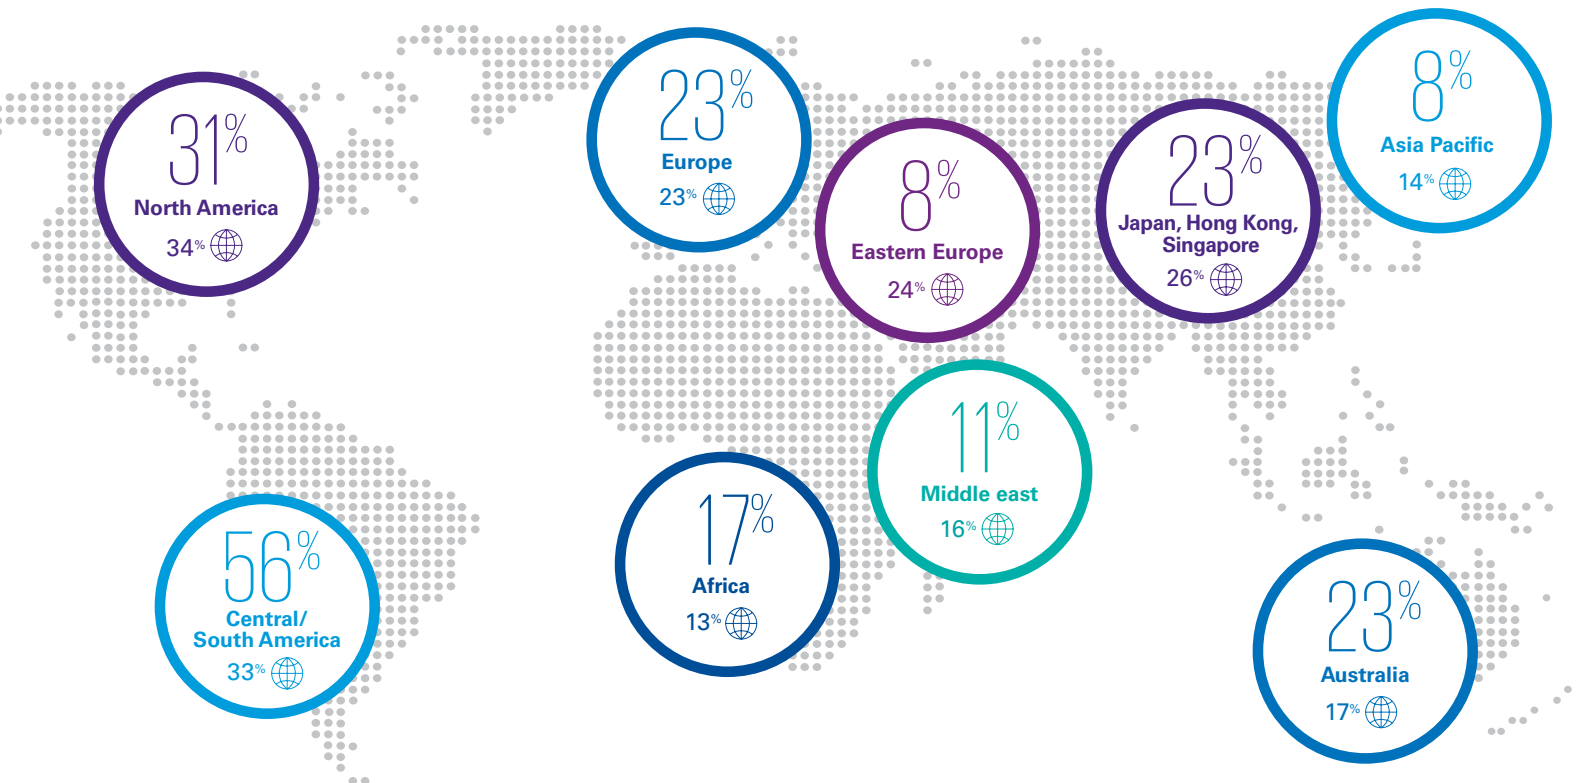 31%
North America
34%
23%
Europe
23%
8%
Eastern Europe
24%
23%
Japan, Hong Kong,
Singapore
26%
8%
Asia Pacific
14%
56%
Central/
South America
33%
17%
Africa
13%
11%
Middle east
16%
23%
Australia
17%